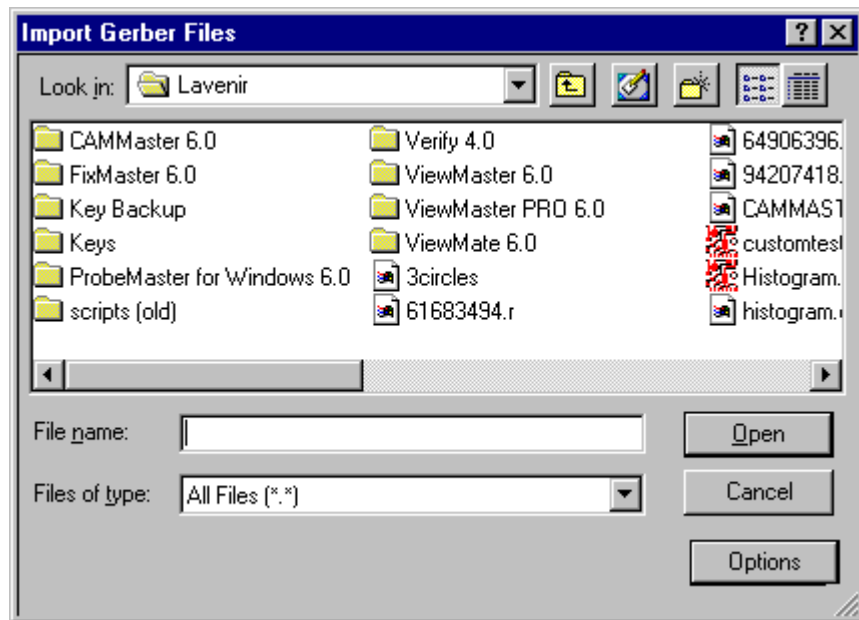 Import Gerber Files
Look in: Lavenir
CAMMaster 6.0
FixMaster 6.0
Key Backup
Keys
ProbeMaster for Windows 6.0
scripts (old)
Verify 4.0
ViewMaster 6.0
ViewMaster PRO 6.0
ViewMate 6.0
3circles
61683494.r
64906396.
94207418.
CAMMAST
customtest
Histogram.
histogram.
File name:
Open
Files of type: All Files (*.*)
Cancel
Options